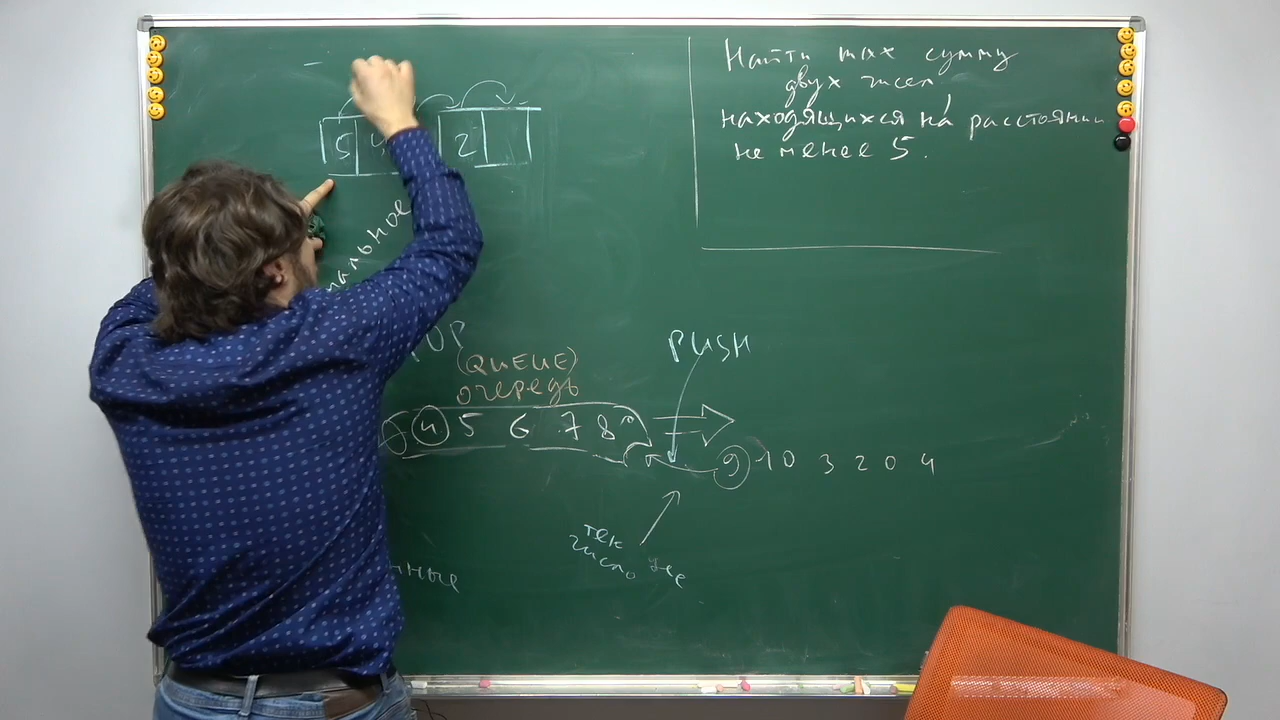 Найти max сумму
двух чисел,
находящихся на расстоянии
не менее 5.
5 4 2
POP
PUSH
(QUEUE)
очередь
4 5 6 7 8
9 10 3 2 0 4
тек
число